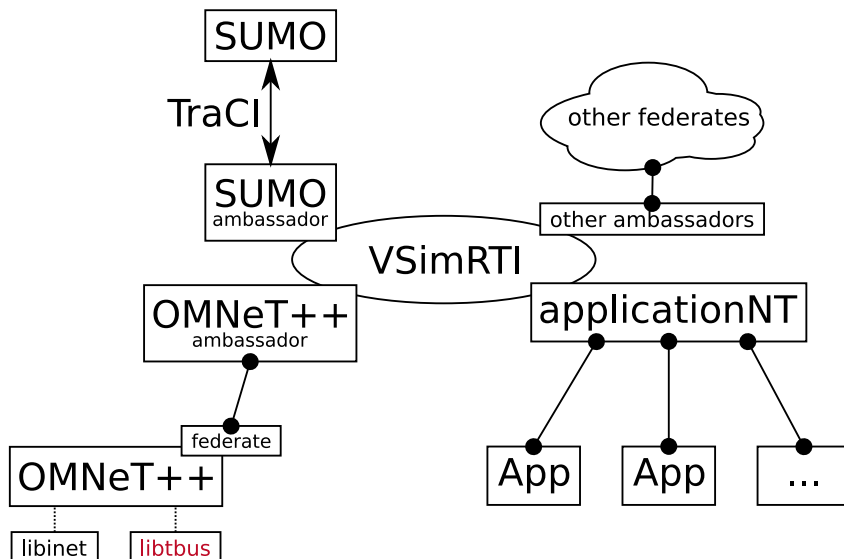 SUMO
TraCI
other federates
SUMO
ambassador
other ambassadors
VSimRTI
OMNeT++
ambassador
applicationNT
federate
OMNeT++
App
App
...
libinet
libtbus